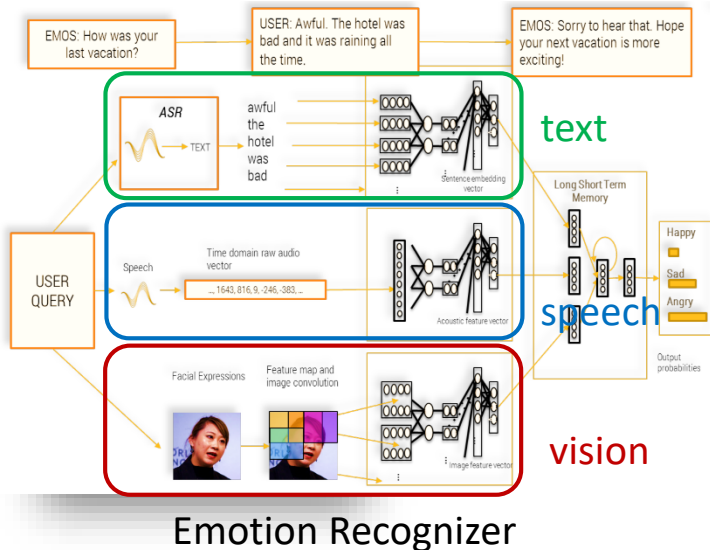 EMOS: How was your
last vacation?
USER: Awful. The hotel was
bad and it was raining all
the time.
EMOS: Sorry to hear that. Hope
your next vacation is more
exciting!
ASR
TEXT
awful
the
hotel
was
bad
Sentence embedding
vector
text
Long Short Term
Memory
USER
QUERY
Speech
Time domain raw audio
vector
..., 1643, 816, 9, -246, -383, ...
Acoustic feature vector
speech
Happy
Sad
Angry
Output
probabilities
Facial Expressions
Feature map and
image convolution
Image feature vector
vision
Emotion Recognizer